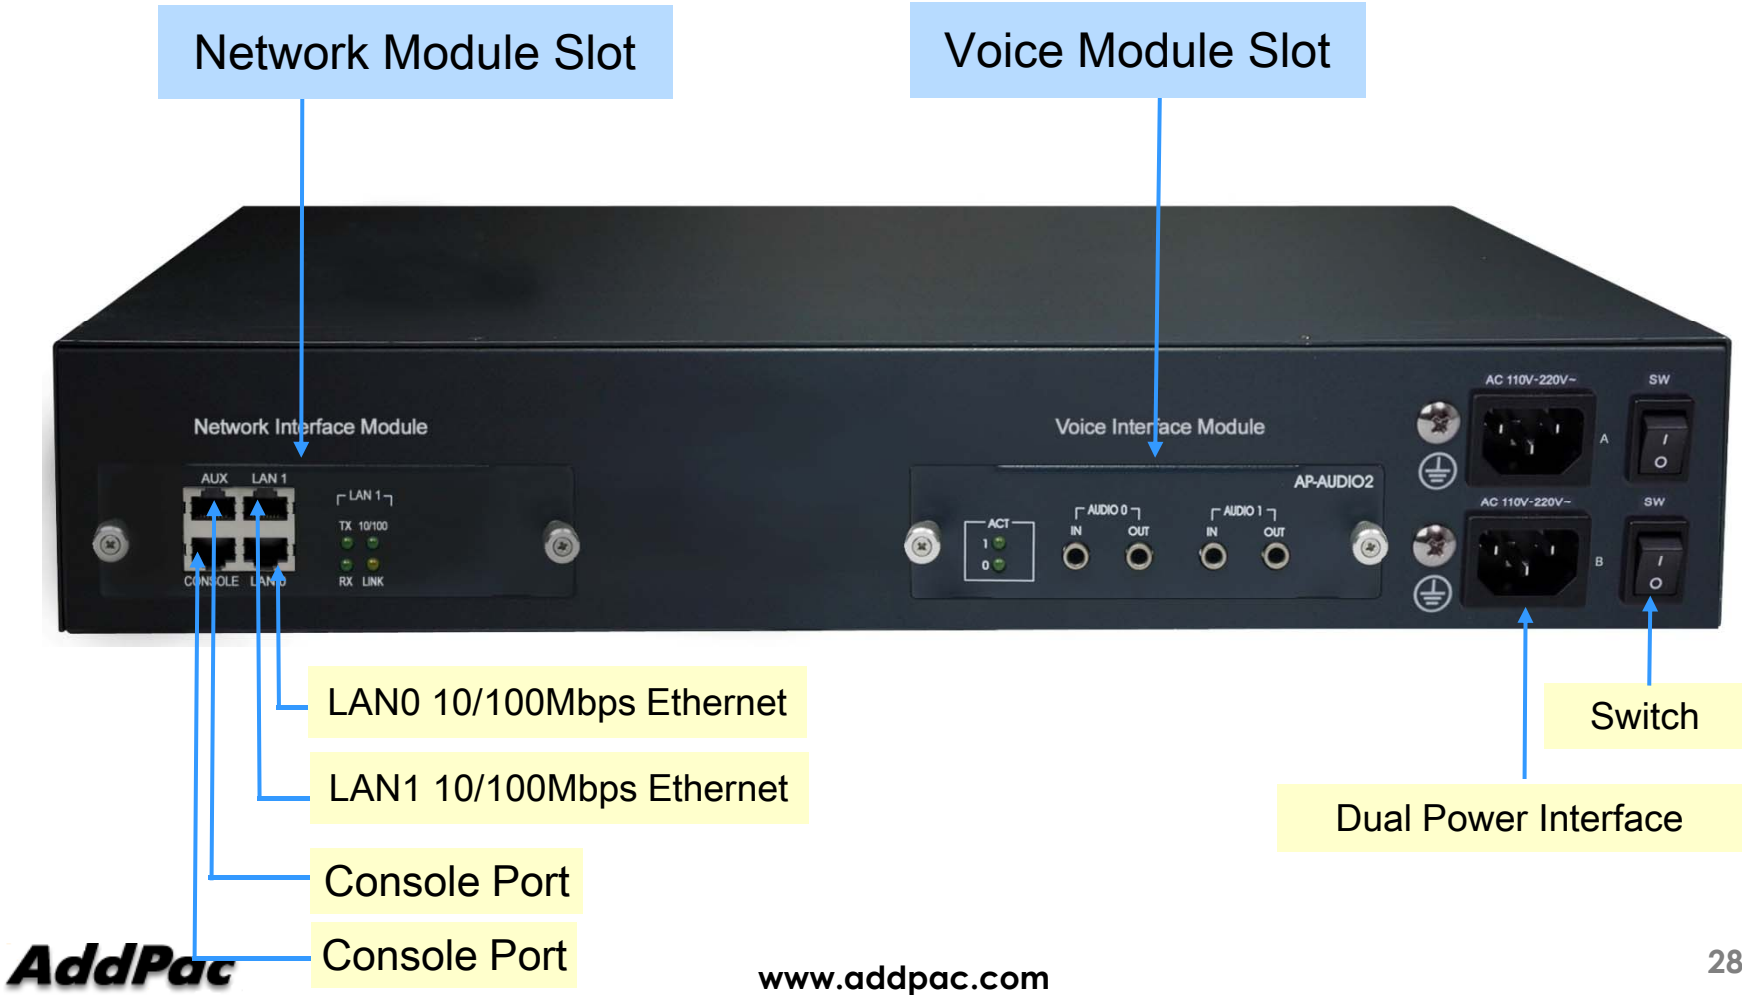 Network Module Slot
Voice Module Slot
AC 110V-220V~
SW
Network Interface Module
Voice Interface Module
A
I
O
AUX LAN 1
LAN 1
TX 10/100
RX LINK
CONSOLE LAN 0
AP-AUDIO2
ACT
1
0
AUDIO 0
IN OUT
AUDIO 1
IN OUT
AC 110V-220V~
SW
B
I
O
LAN0 10/100Mbps Ethernet
LAN1 10/100Mbps Ethernet
Console Port
Console Port
Switch
Dual Power Interface
AddPac
www.addpac.com
28